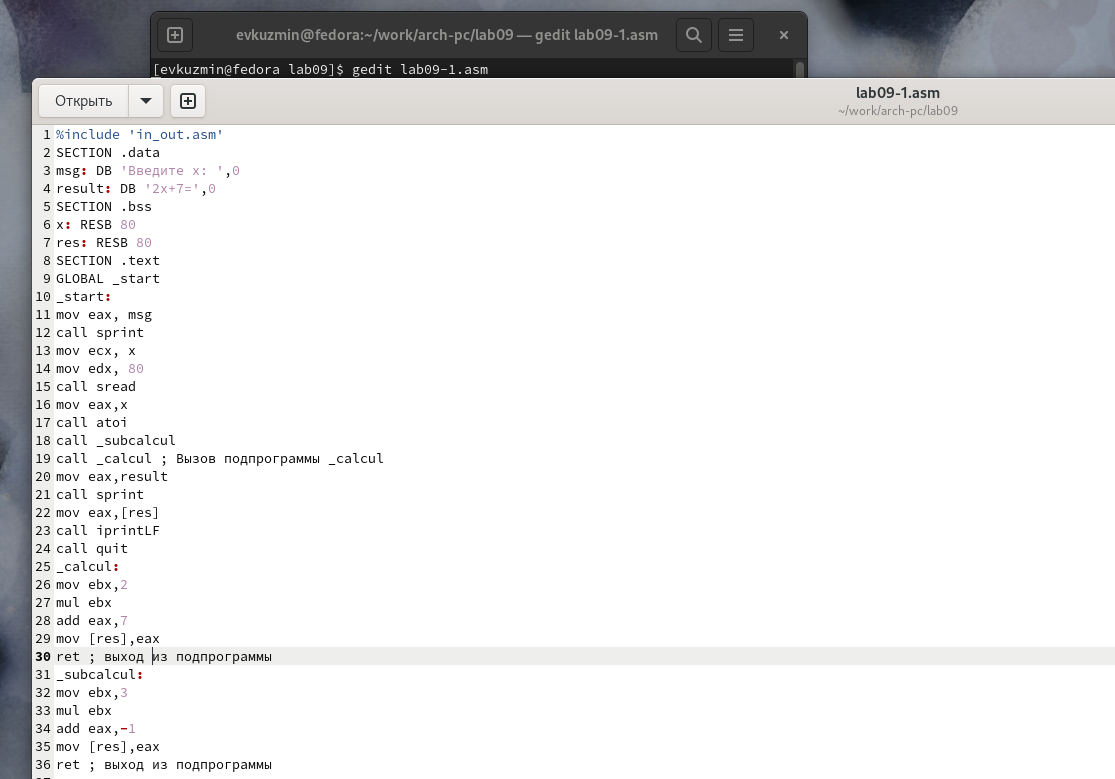 evkuzmin@fedora:~/work/arch-pc/lab09 — gedit lab09-1.asm
[evkuzmin@fedora lab09]$ gedit lab09-1.asm
Открыть
lab09-1.asm
~/work/arch-pc/lab09
1 %include 'in_out.asm'
2 SECTION .data
3 msg: DB 'Введите x: ',0
4 result: DB '2x+7=',0
5 SECTION .bss
6 x: RESB 80
7 res: RESB 80
8 SECTION .text
9 GLOBAL _start
10 _start:
11 mov eax, msg
12 call sprint
13 mov ecx, x
14 mov edx, 80
15 call sread
16 mov eax,x
17 call atoi
18 call _subcalcul
19 call _calcul ; Вызов подпрограммы _calcul
20 mov eax,result
21 call sprint
22 mov eax,[res]
23 call iprintLF
24 call quit
25 _calcul:
26 mov ebx,2
27 mul ebx
28 add eax,7
29 mov [res],eax
30 ret ; выход из подпрограммы
31 _subcalcul:
32 mov ebx,3
33 mul ebx
34 add eax,-1
35 mov [res],eax
36 ret ; выход из подпрограммы